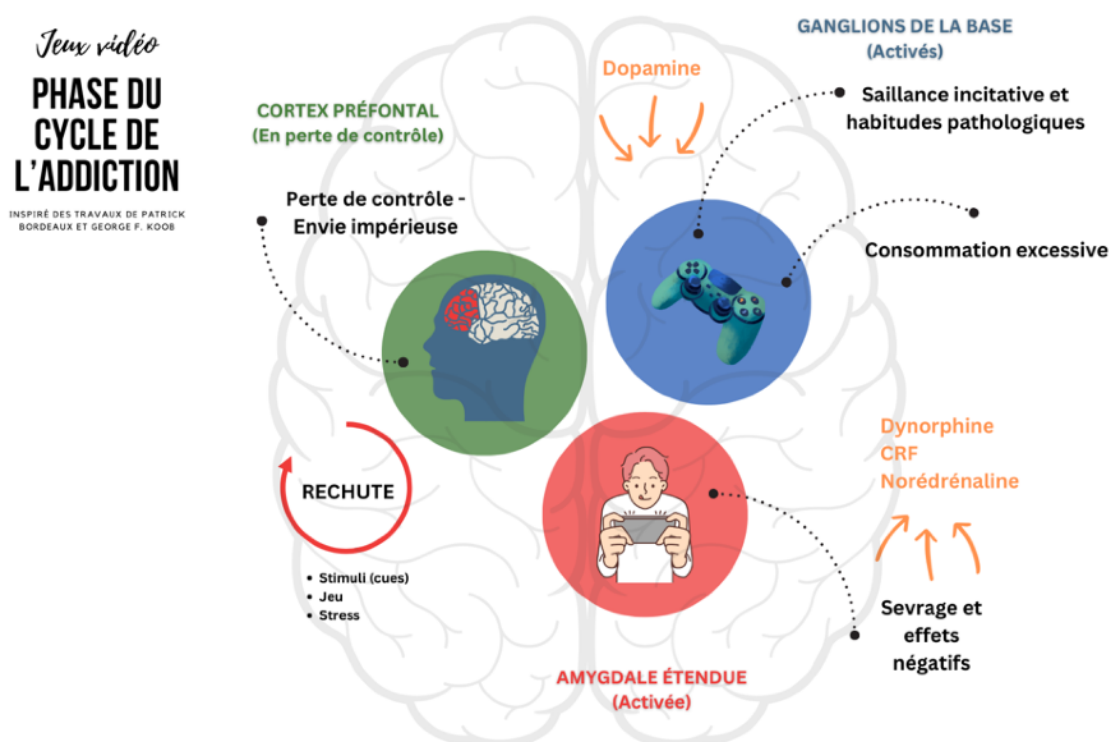 Jeux vidéo
PHASE DU
CYCLE DE
L'ADDICTION
INSPIRÉ DES TRAVAUX DE PATRICK
BORDEAUX ET GEORGE F. KOOB
CORTEX PRÉFONTAL
(En perte de contrôle)
Perte de contrôle -
Envie impérieuse
Dopamine
GANGLIONS DE LA BASE
(Activés)
Saillance incitative et
habitudes pathologiques
Consommation excessive
RECHUTE
• Stimuli (cues)
• Jeu
• Stress
Dynorphine
CRF
Norédrénaline
Sevrage et
effets
négatifs
AMYGDALE ÉTENDUE
(Activée)